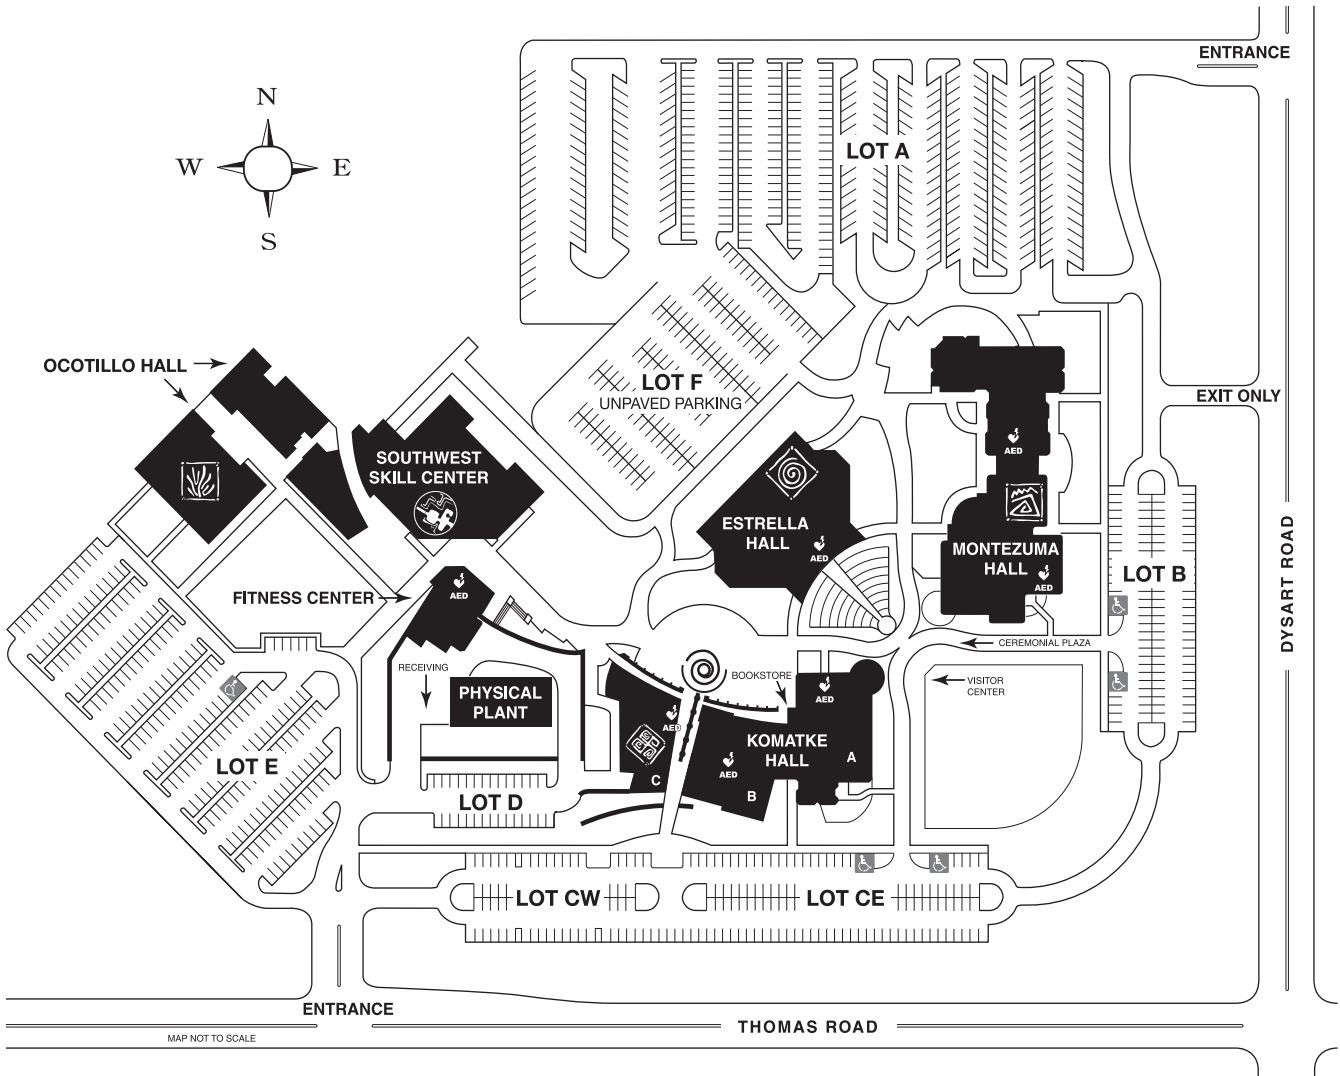 ENTRANCE
N
W E
S
LOT A
OCOTILLO HALL
LOT F
UNPAVED PARKING
EXIT ONLY
SOUTHWEST
SKILL CENTER
AED
ESTRELLA
HALL
AED
MONTEZUMA
HALL
AED
LOT B
DYSART ROAD
FITNESS CENTER
AED
CEREMONIAL PLAZA
RECEIVING
BOOKSTORE
VISITOR
CENTER
PHYSICAL
PLANT
AED
AED
KOMATKE
HALL
A
AED
B
C
LOT E
LOT D
LOT CW
LOT CE
ENTRANCE
THOMAS ROAD
MAP NOT TO SCALE